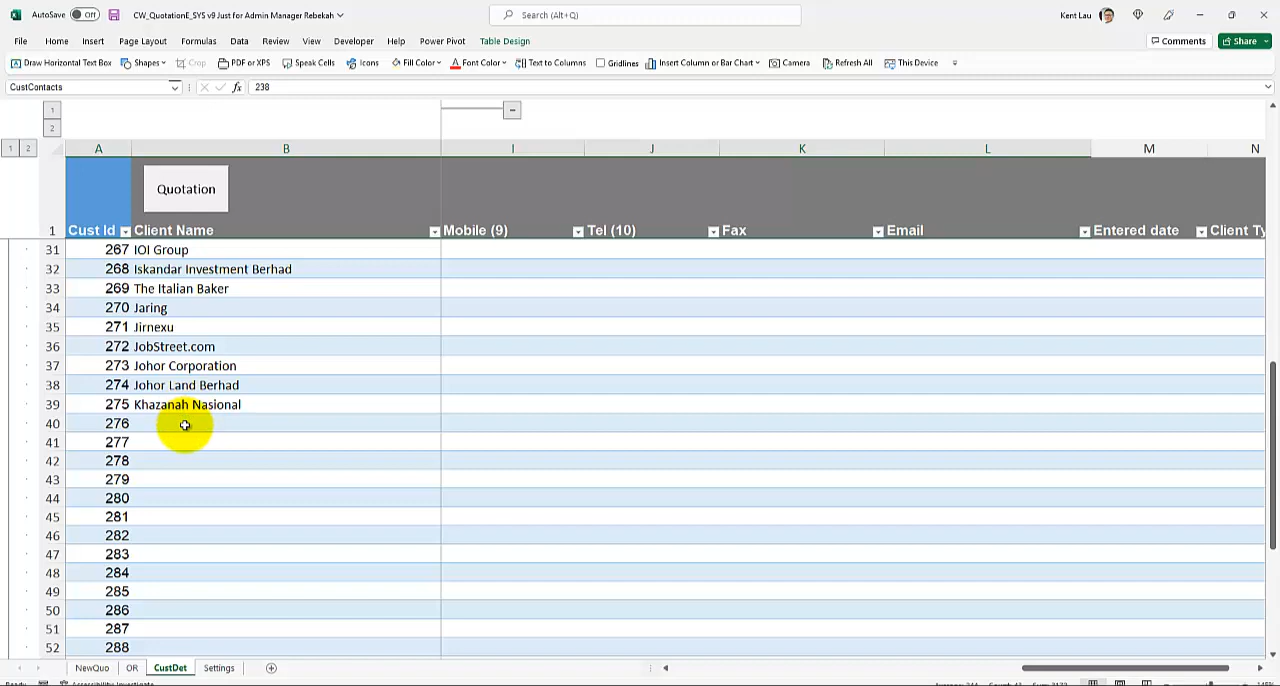 AutoSave Off CW_QuotationE_SYS v9 Just for Admin Manager Rebekah Search (Alt+Q) Kent Lau
File Home Insert Page Layout Formulas Data Review View Developer Help Power Pivot Table Design Comments Share
Draw Horizontal Text Box Shapes Crop PDF or XPS Speak Cells Icons Fill Color Font Color Text to Columns Gridlines Insert Column or Bar Chart Camera Refresh All This Device
CustContacts fx 238
1
2
1 2 A B I J K L M N
Quotation
1 Cust Id Client Name Mobile (9) Tel (10) Fax Email Entered date Client Ty
31 267 IOI Group
32 268 Iskandar Investment Berhad
33 269 The Italian Baker
34 270 Jaring
35 271 Jirnexu
36 272 JobStreet.com
37 273 Johor Corporation
38 274 Johor Land Berhad
39 275 Khazanah Nasional
40 276
41 277
42 278
43 279
44 280
45 281
46 282
47 283
48 284
49 285
50 286
51 287
52 288
NewQuo OR CustDet Settings